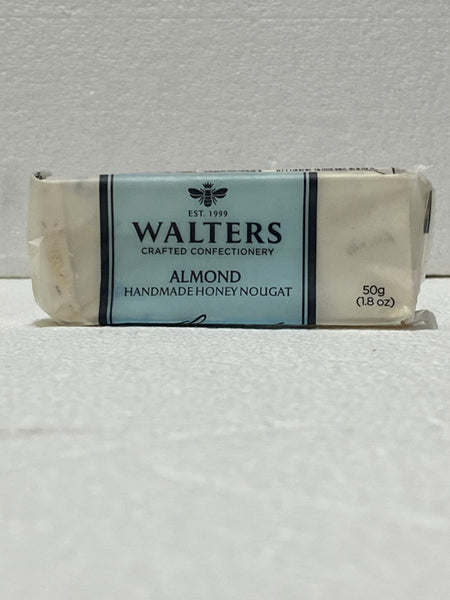 EST. 1999
WALTERS
CRAFTED CONFECTIONERY
ALMOND
HANDMADE HONEY NOUGAT
50g
(1.8 oz)